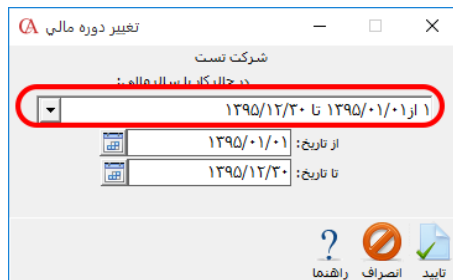 تغيير دوره مالي
شرکت تست
در حال کار با سال مالی :
۱ از ۱۳۹۵/۰۱/۰۱ تا ۱۳۹۵/۱۲/۳۰
از تاریخ: ۱۳۹۵/۰۱/۰۱
تا تاریخ: ۱۳۹۵/۱۲/۳۰
تایید انصراف راهنما